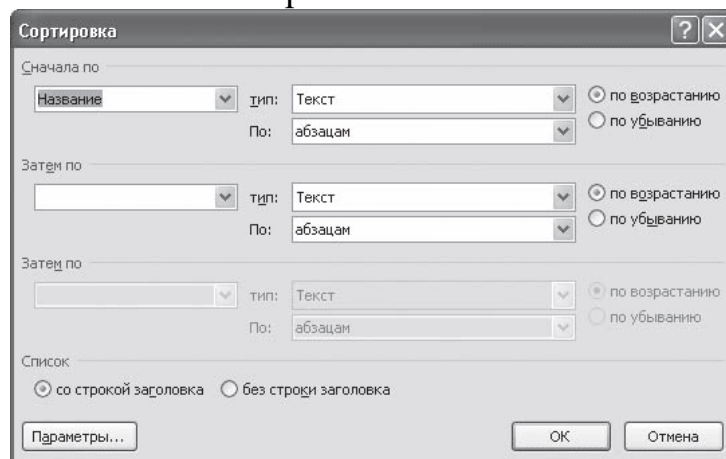 Сортировка
Сначала по
Название тип: Текст по возрастанию
По: абзацам по убыванию
Затем по
тип: Текст по возрастанию
По: абзацам по убыванию
Затем по
тип: Текст по возрастанию
По: абзацам по убыванию
Список
со строкой заголовка без строки заголовка
Параметры... ОК Отмена